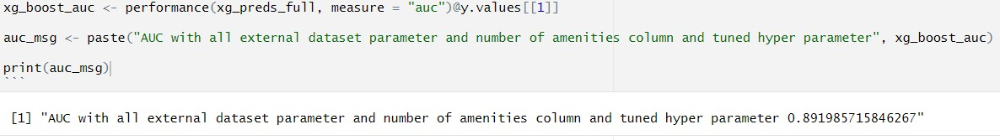 xg_boost_auc <- performance(xg_preds_full, measure = "auc")@y.values[[1]]
auc_msg <- paste("AUC with all external dataset parameter and number of amenities column and tuned hyper parameter", xg_boost_auc)
print(auc_msg)
```
[1] "AUC with all external dataset parameter and number of amenities column and tuned hyper parameter 0.891985715846267"